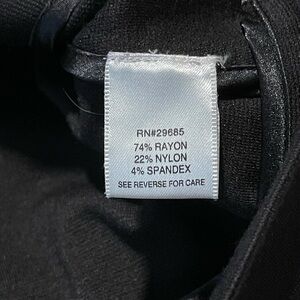 RN#29685
74% RAYON
22% NYLON
4% SPANDEX
SEE REVERSE FOR CARE